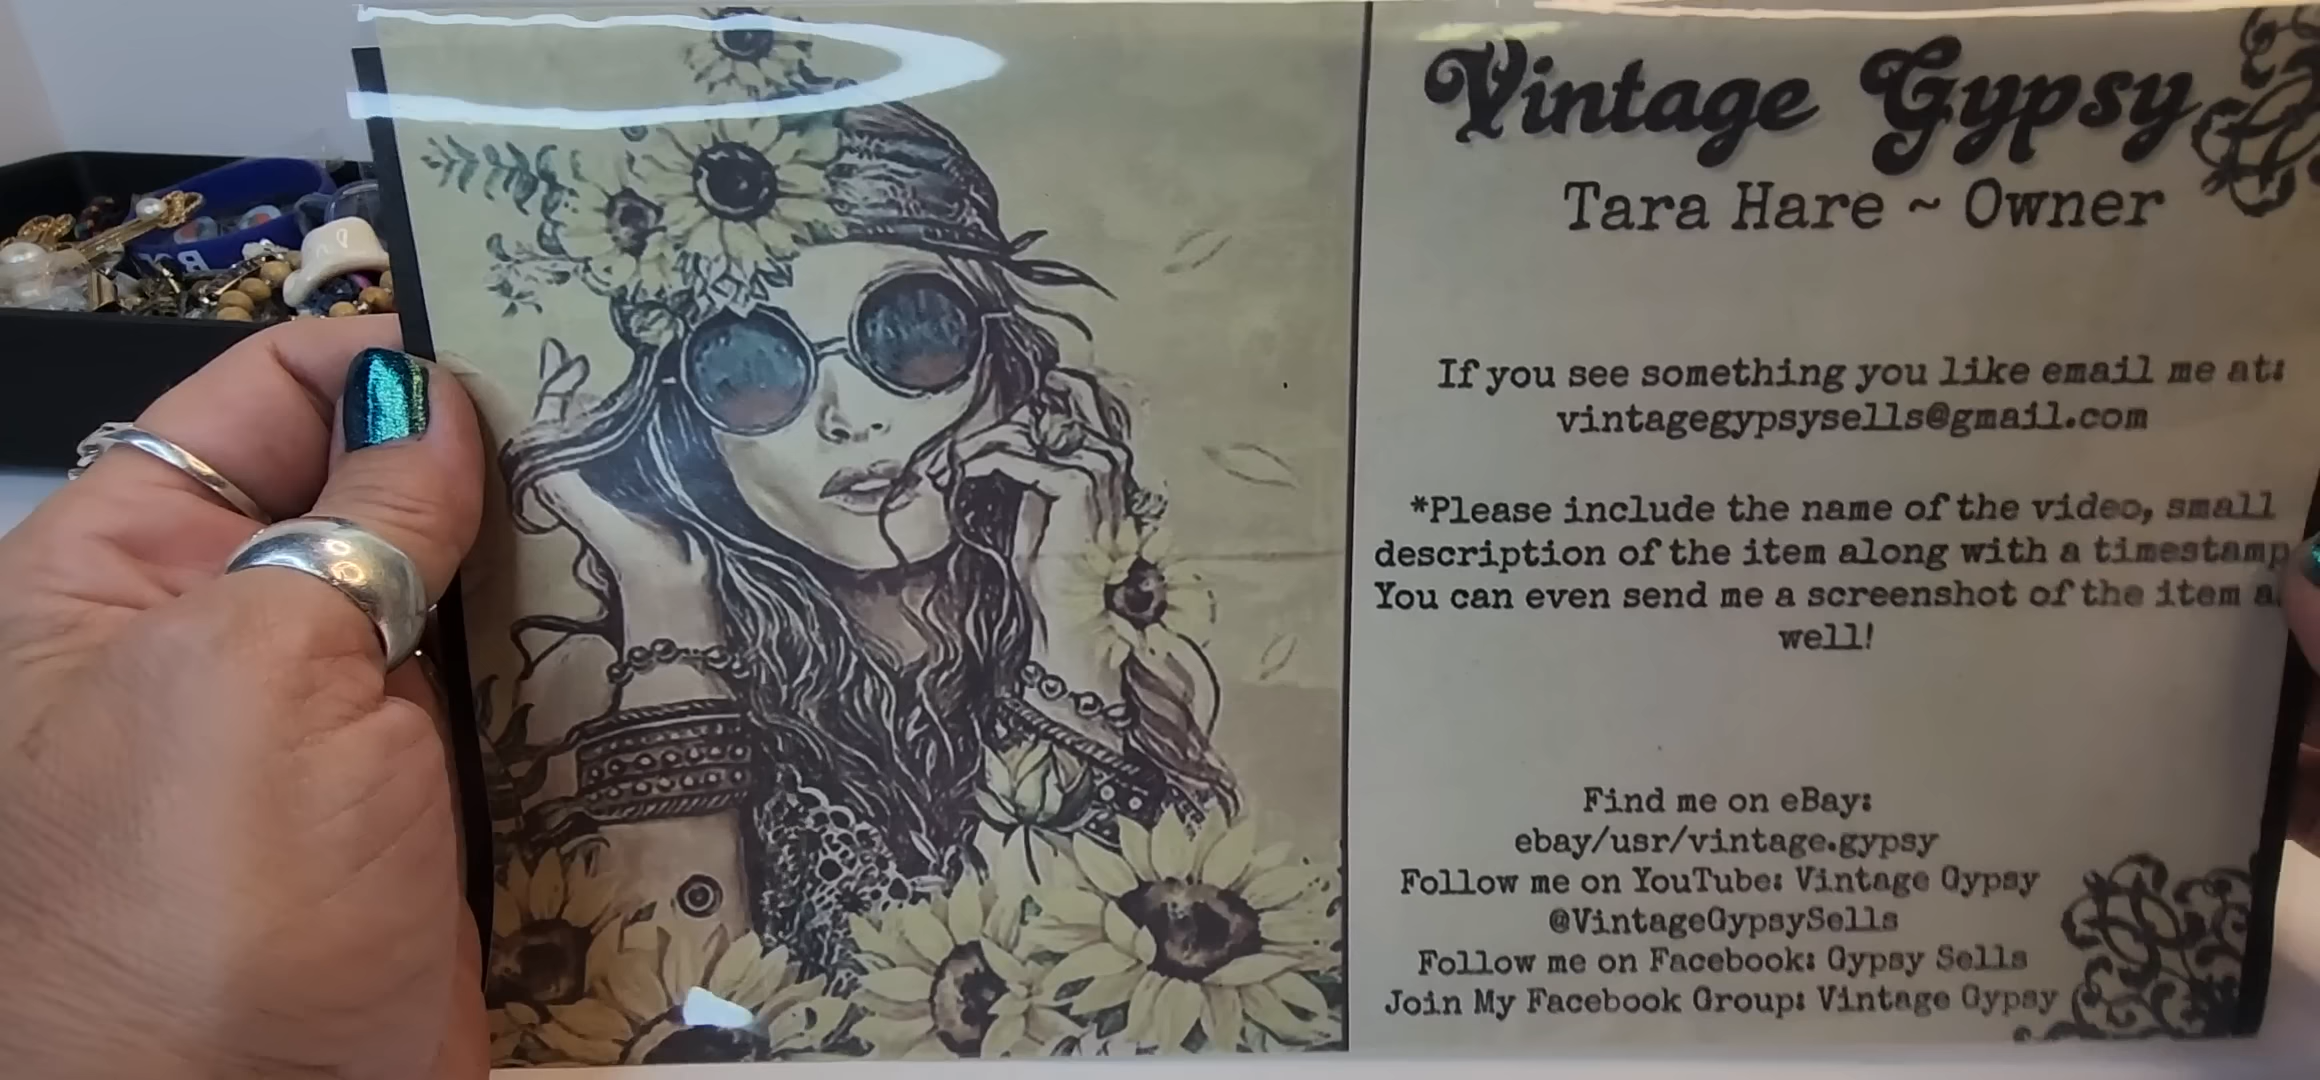 Vintage Gypsy
Tara Hare ~ Owner
If you see something you like email me at:
vintagegypsysells@gmail.com
*Please include the name of the video, small
description of the item along with a timestamp
You can even send me a screenshot of the item a
well!
Find me on eBay:
ebay/usr/vintage.gypsy
Follow me on YouTube: Vintage Gypsy
@VintageGypsySells
Follow me on Facebook: Gypsy Sells
Join My Facebook Group: Vintage Gypsy